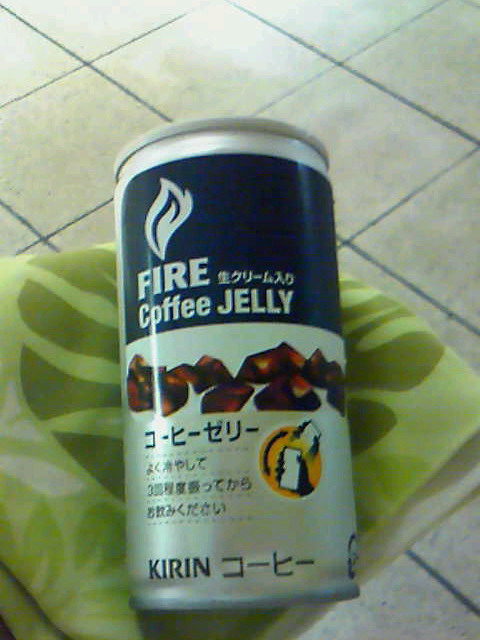 FIRE 生クリーム入り
Coffee JELLY
コーヒーゼリー
よく冷やして
3回程度振ってから
お飲みください
KIRIN コーヒー